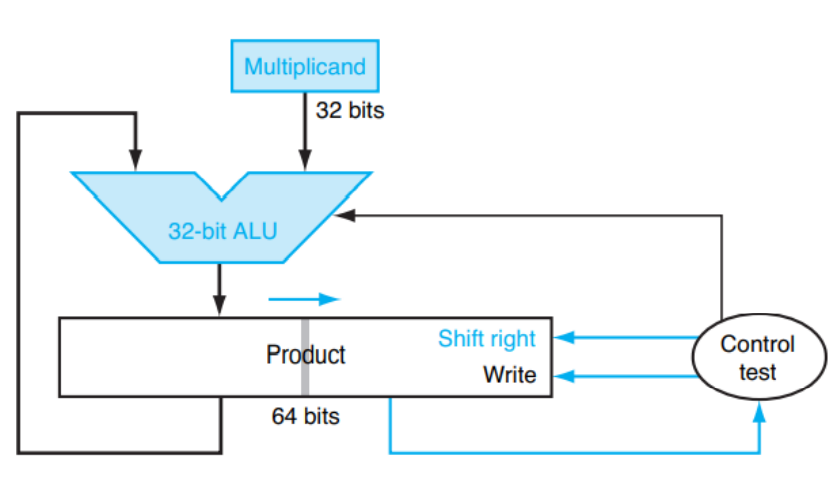 Multiplicand
32 bits
32-bit ALU
Product
Shift right
Write
64 bits
Control
test